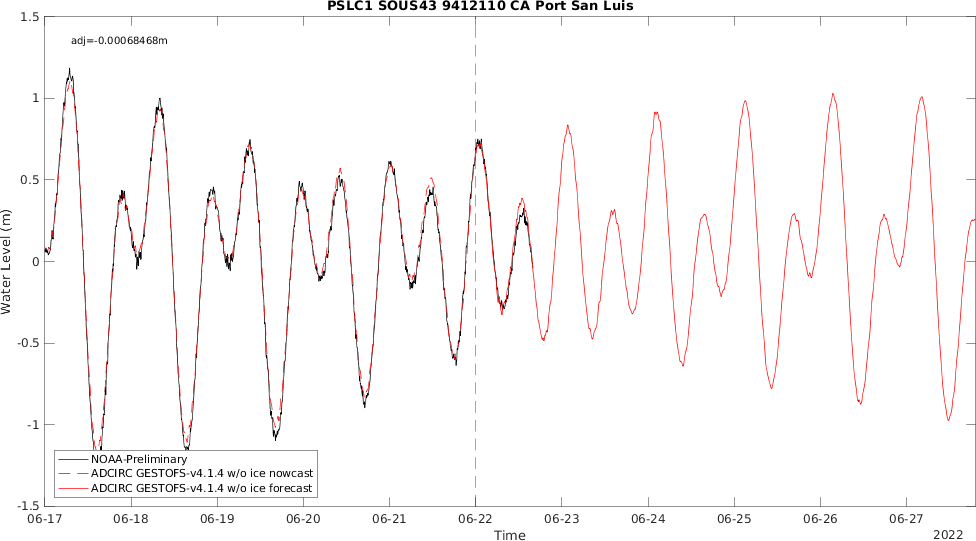 PSLC1 SOUS43 9412110 CA Port San Luis
1.5
adj=-0.00068468m
1
0.5
0
-0.5
-1
-1.5
Water Level (m)
NOAA-Preliminary
ADCIRC GESTOFS-v4.1.4 w/o ice nowcast
ADCIRC GESTOFS-v4.1.4 w/o ice forecast
06-17 06-18 06-19 06-20 06-21 06-22 06-23 06-24 06-25 06-26 06-27
Time
2022